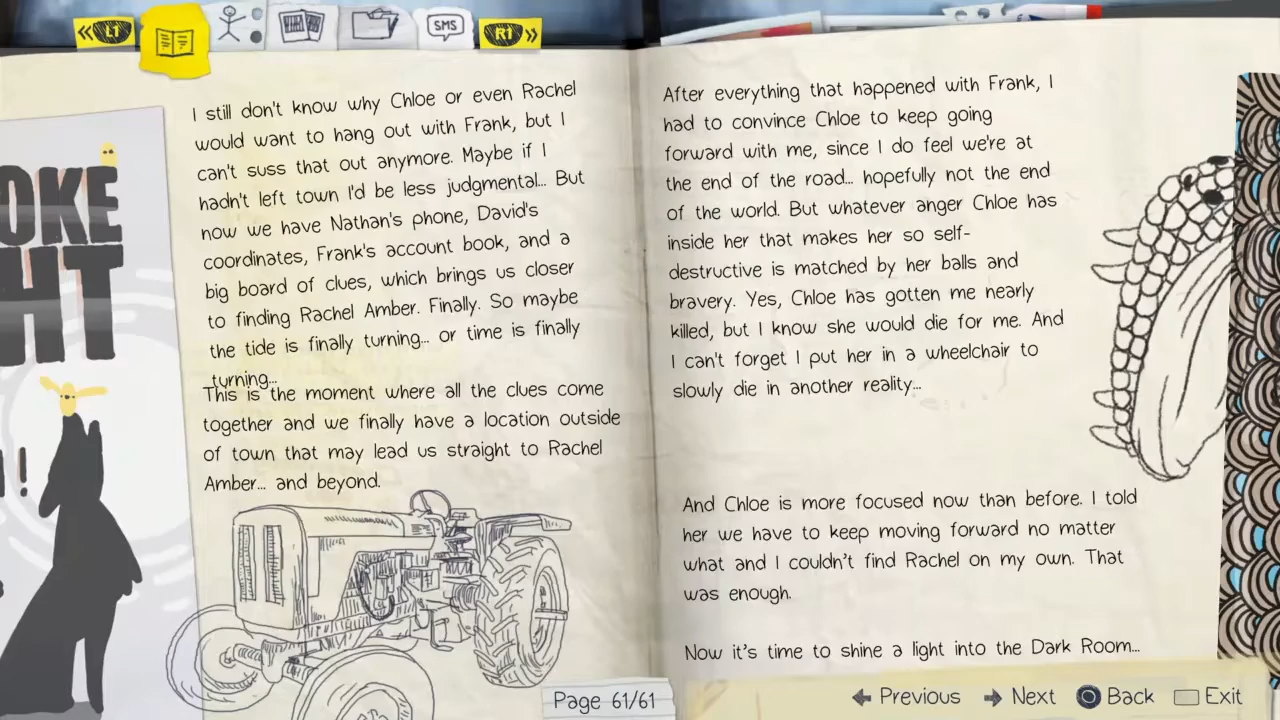 L1
SMS
R1
OKE
HT
!
I still don't know why Chloe or even Rachel
would want to hang out with Frank, but I
can't suss that out anymore. Maybe if I
hadn't left town I'd be less judgmental... But
now we have Nathan's phone, David's
coordinates, Frank's account book, and a
big board of clues, which brings us closer
to finding Rachel Amber. Finally. So maybe
the tide is finally turning... or time is finally
turning...
This is the moment where all the clues come
together and we finally have a location outside
of town that may lead us straight to Rachel
Amber... and beyond.
After everything that happened with Frank, I
had to convince Chloe to keep going
forward with me, since I do feel we're at
the end of the road... hopefully not the end
of the world. But whatever anger Chloe has
inside her that makes her so self-
destructive is matched by her balls and
bravery. Yes, Chloe has gotten me nearly
killed, but I know she would die for me. And
I can't forget I put her in a wheelchair to
slowly die in another reality...
And Chloe is more focused now than before. I told
her we have to keep moving forward no matter
what and I couldn't find Rachel on my own. That
was enough.
Now it's time to shine a light into the Dark Room...
Page 61/61
Previous
Next
Back
Exit